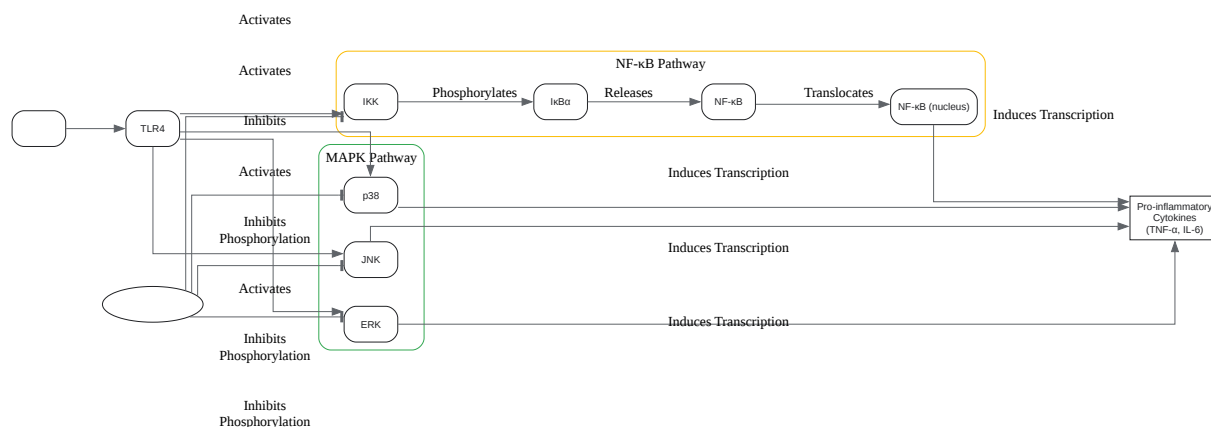 Activates
Activates
NF-κB Pathway
IKK
Phosphorylates
IκBα
Releases
NF-κB
Translocates
NF-κB (nucleus)
Induces Transcription
TLR4
Inhibits
MAPK Pathway
Activates
Induces Transcription
p38
Pro-inflammatory
Cytokines
(TNF-α, IL-6)
Inhibits
Phosphorylation
Induces Transcription
JNK
Activates
ERK
Induces Transcription
Inhibits
Phosphorylation
Inhibits
Phosphorylation